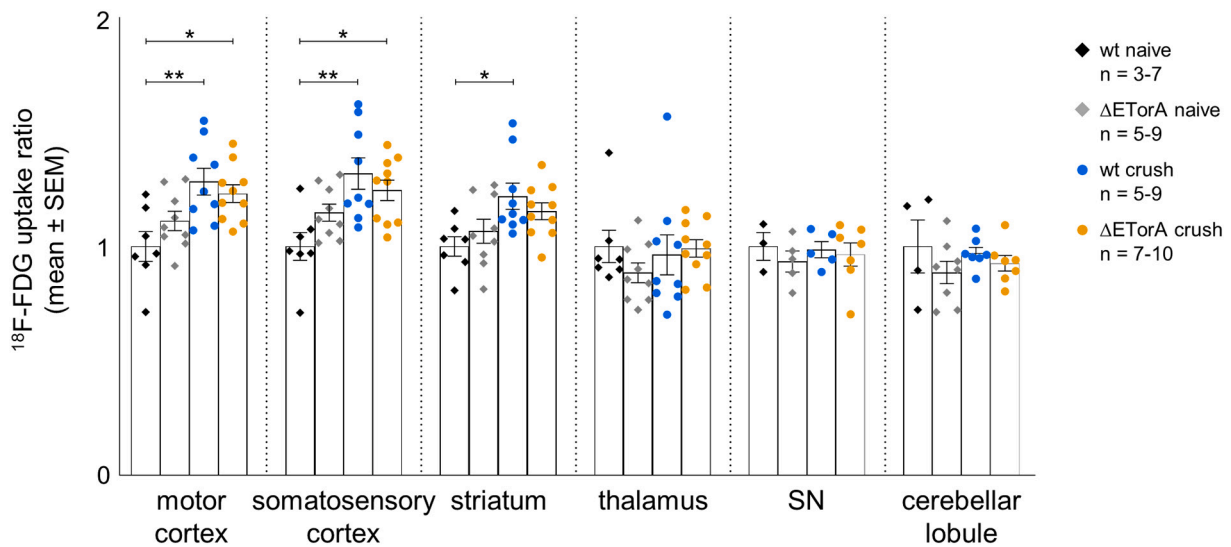 2
1
0
¹⁸F-FDG uptake ratio
(mean ± SEM)
*
**
*
**
*
motor
cortex
somatosensory
cortex
striatum
thalamus
SN
cerebellar
lobule
wt naive
n = 3-7
ΔETorA naive
n = 5-9
wt crush
n = 5-9
ΔETorA crush
n = 7-10